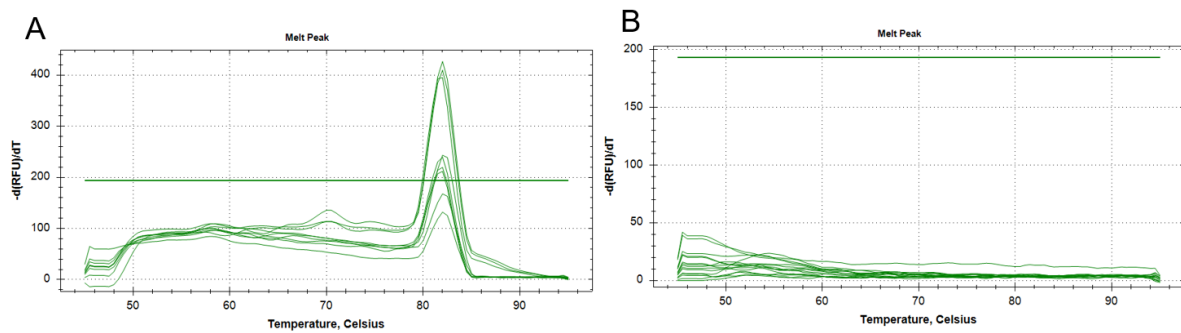 A
Melt Peak
400
300
200
100
0
-d(RFU)/dT
50 60 70 80 90
Temperature, Celsius
B
Melt Peak
200
150
100
50
0
-d(RFU)/dT
50 60 70 80 90
Temperature, Celsius